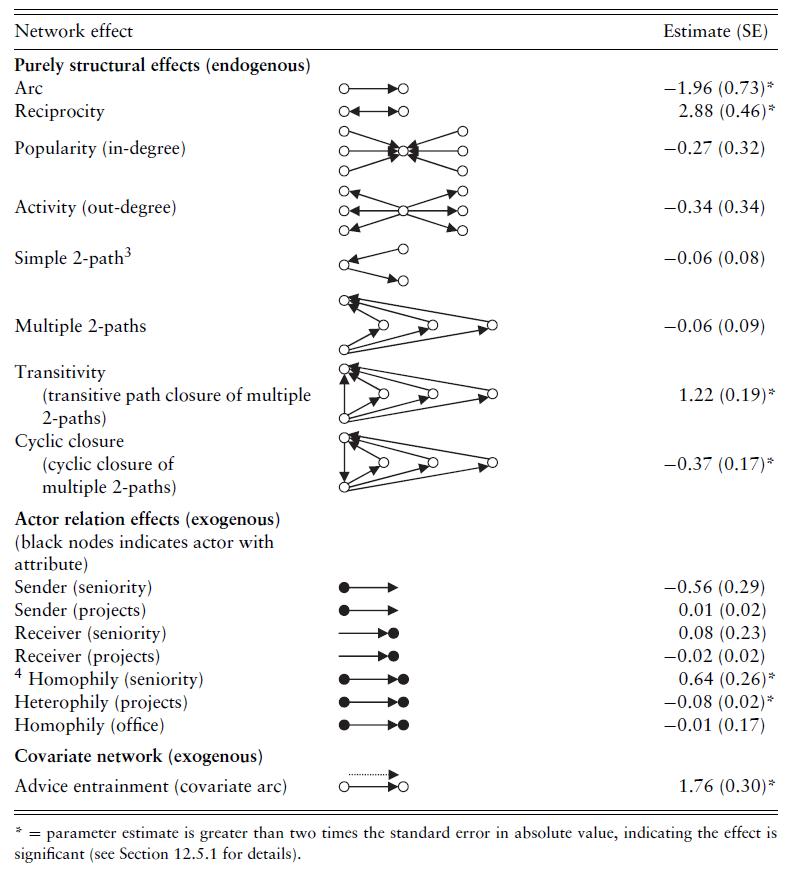 Network effect Estimate (SE)
Purely structural effects (endogenous)
Arc −1.96 (0.73)*
Reciprocity 2.88 (0.46)*
Popularity (in-degree) −0.27 (0.32)
Activity (out-degree) −0.34 (0.34)
Simple 2-path3 −0.06 (0.08)
Multiple 2-paths −0.06 (0.09)
Transitivity
(transitive path closure of multiple 1.22 (0.19)*
2-paths)
Cyclic closure
(cyclic closure of −0.37 (0.17)*
multiple 2-paths)
Actor relation effects (exogenous)
(black nodes indicates actor with
attribute)
Sender (seniority) −0.56 (0.29)
Sender (projects) 0.01 (0.02)
Receiver (seniority) 0.08 (0.23)
Receiver (projects) −0.02 (0.02)
4 Homophily (seniority) 0.64 (0.26)*
Heterophily (projects) −0.08 (0.02)*
Homophily (office) −0.01 (0.17)
Covariate network (exogenous)
Advice entrainment (covariate arc) 1.76 (0.30)*
* = parameter estimate is greater than two times the standard error in absolute value, indicating the effect is
significant (see Section 12.5.1 for details).